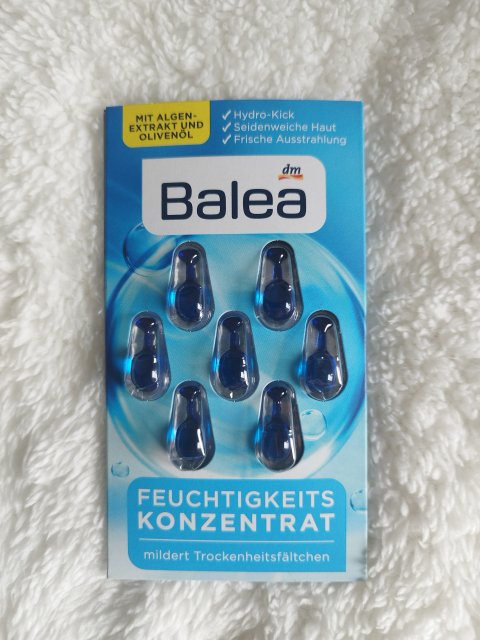 MIT ALGEN-
EXTRAKT UND
OLIVENÖL
✓ Hydro-Kick
✓ Seidenweiche Haut
✓ Frische Ausstrahlung
dm
Balea
FEUCHTIGKEITS
KONZENTRAT
mildert Trockenheitsfältchen